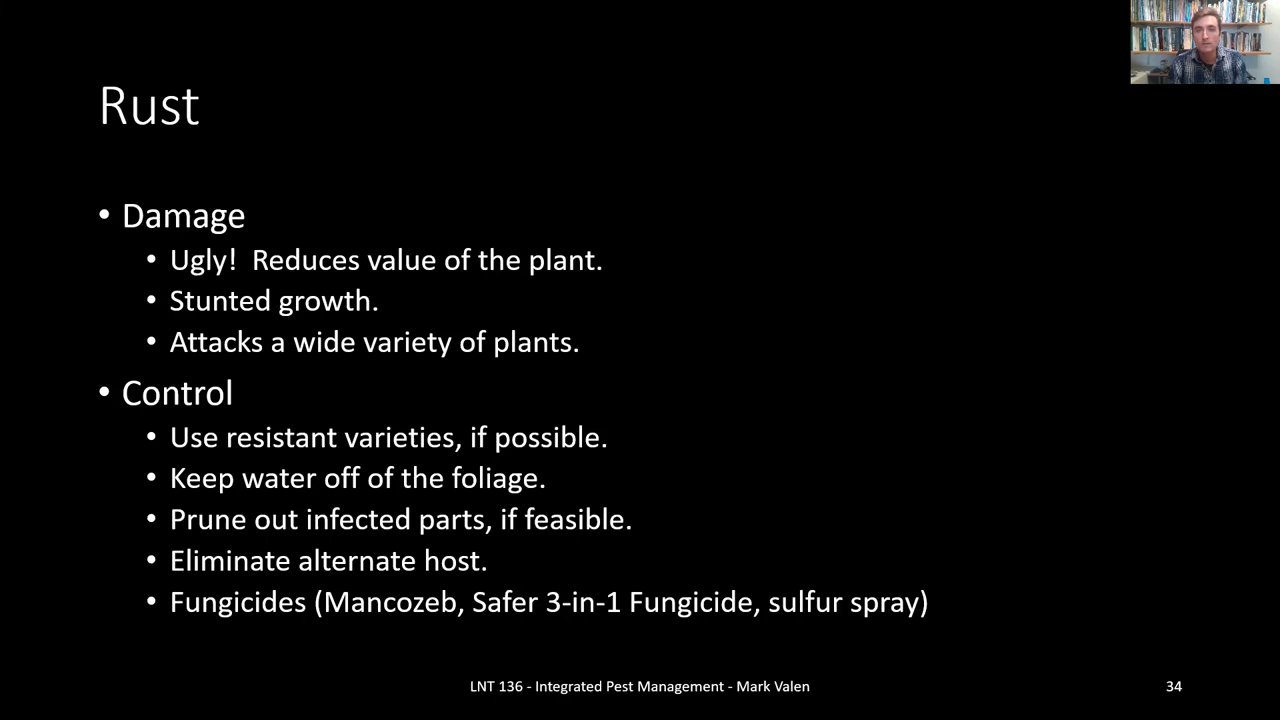 Rust
• Damage
• Ugly!  Reduces value of the plant.
• Stunted growth.
• Attacks a wide variety of plants.
• Control
• Use resistant varieties, if possible.
• Keep water off of the foliage.
• Prune out infected parts, if feasible.
• Eliminate alternate host.
• Fungicides (Mancozeb, Safer 3-in-1 Fungicide, sulfur spray)
LNT 136 - Integrated Pest Management - Mark Valen
34